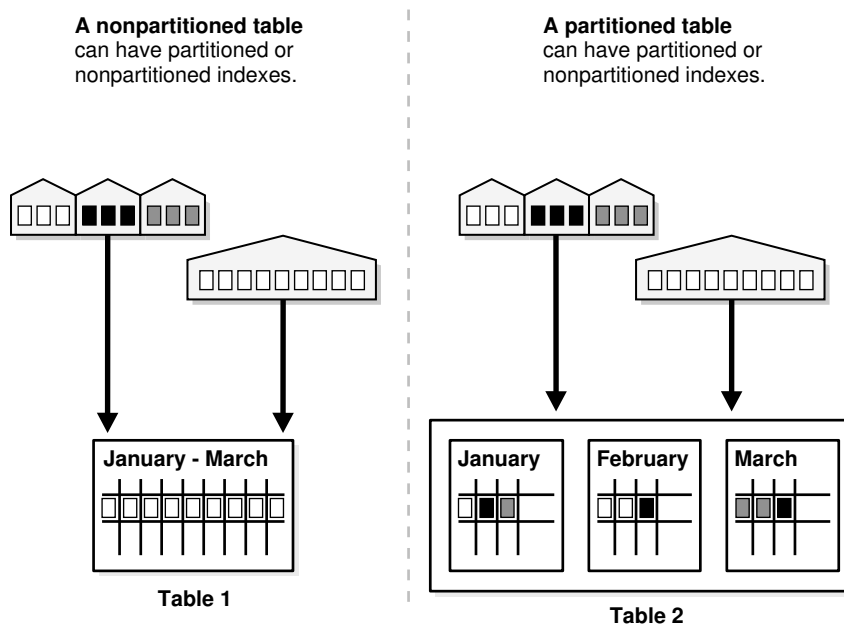 A nonpartitioned table
can have partitioned or
nonpartitioned indexes.
A partitioned table
can have partitioned or
nonpartitioned indexes.
January - March
Table 1
January
February
March
Table 2